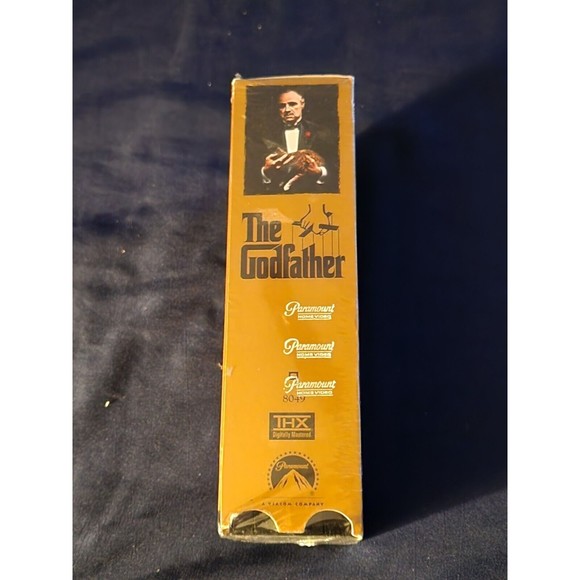 The
Godfather
Paramount
HOME VIDEO
Paramount
HOME VIDEO
Paramount
HOME VIDEO
8049
THX
Digitally Mastered
Paramount
A VIACOM COMPANY